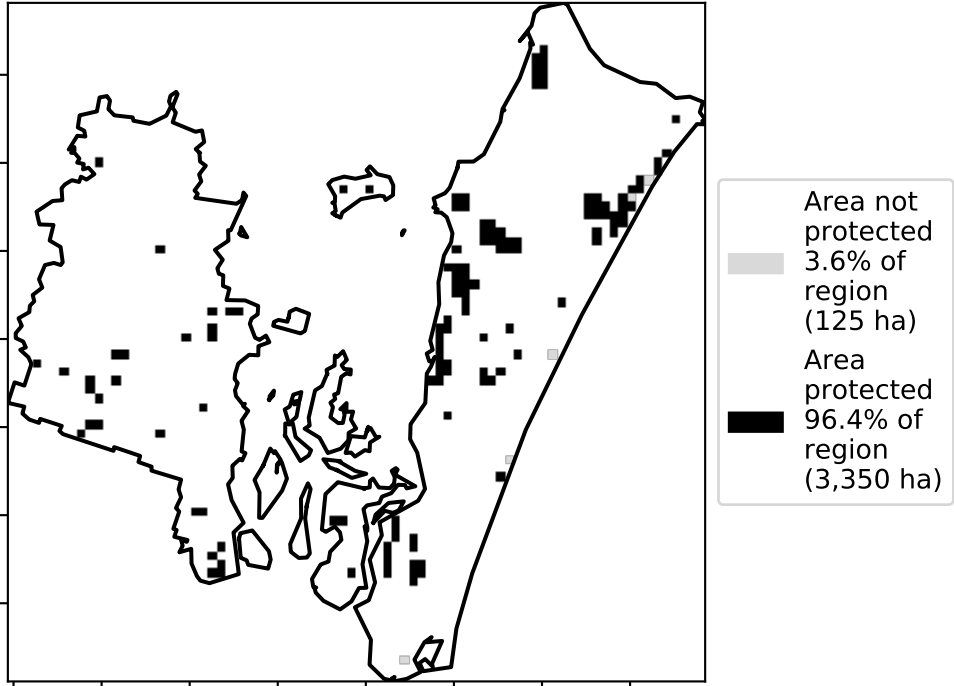 Area not
protected
3.6% of
region
(125 ha)
Area
protected
96.4% of
region
(3,350 ha)